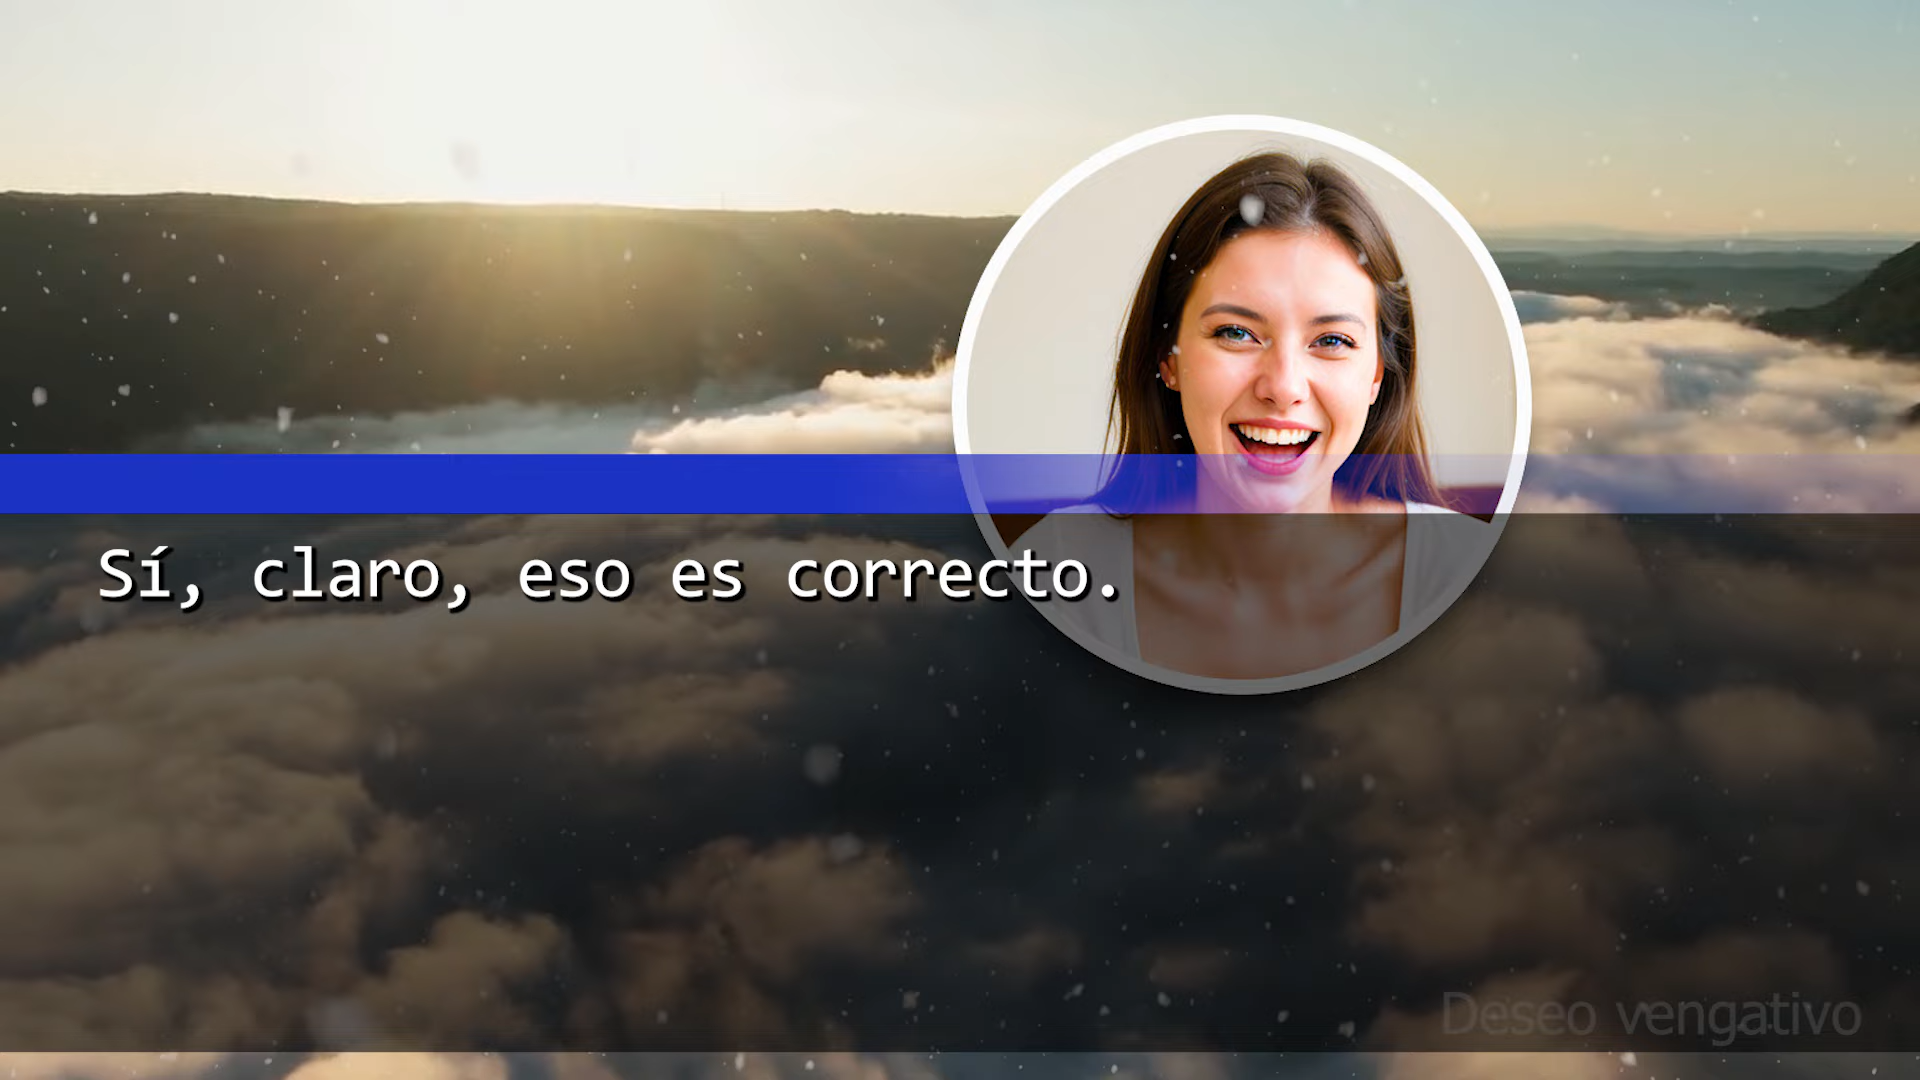 Sí, claro, eso es correcto.
Deseo vengativo